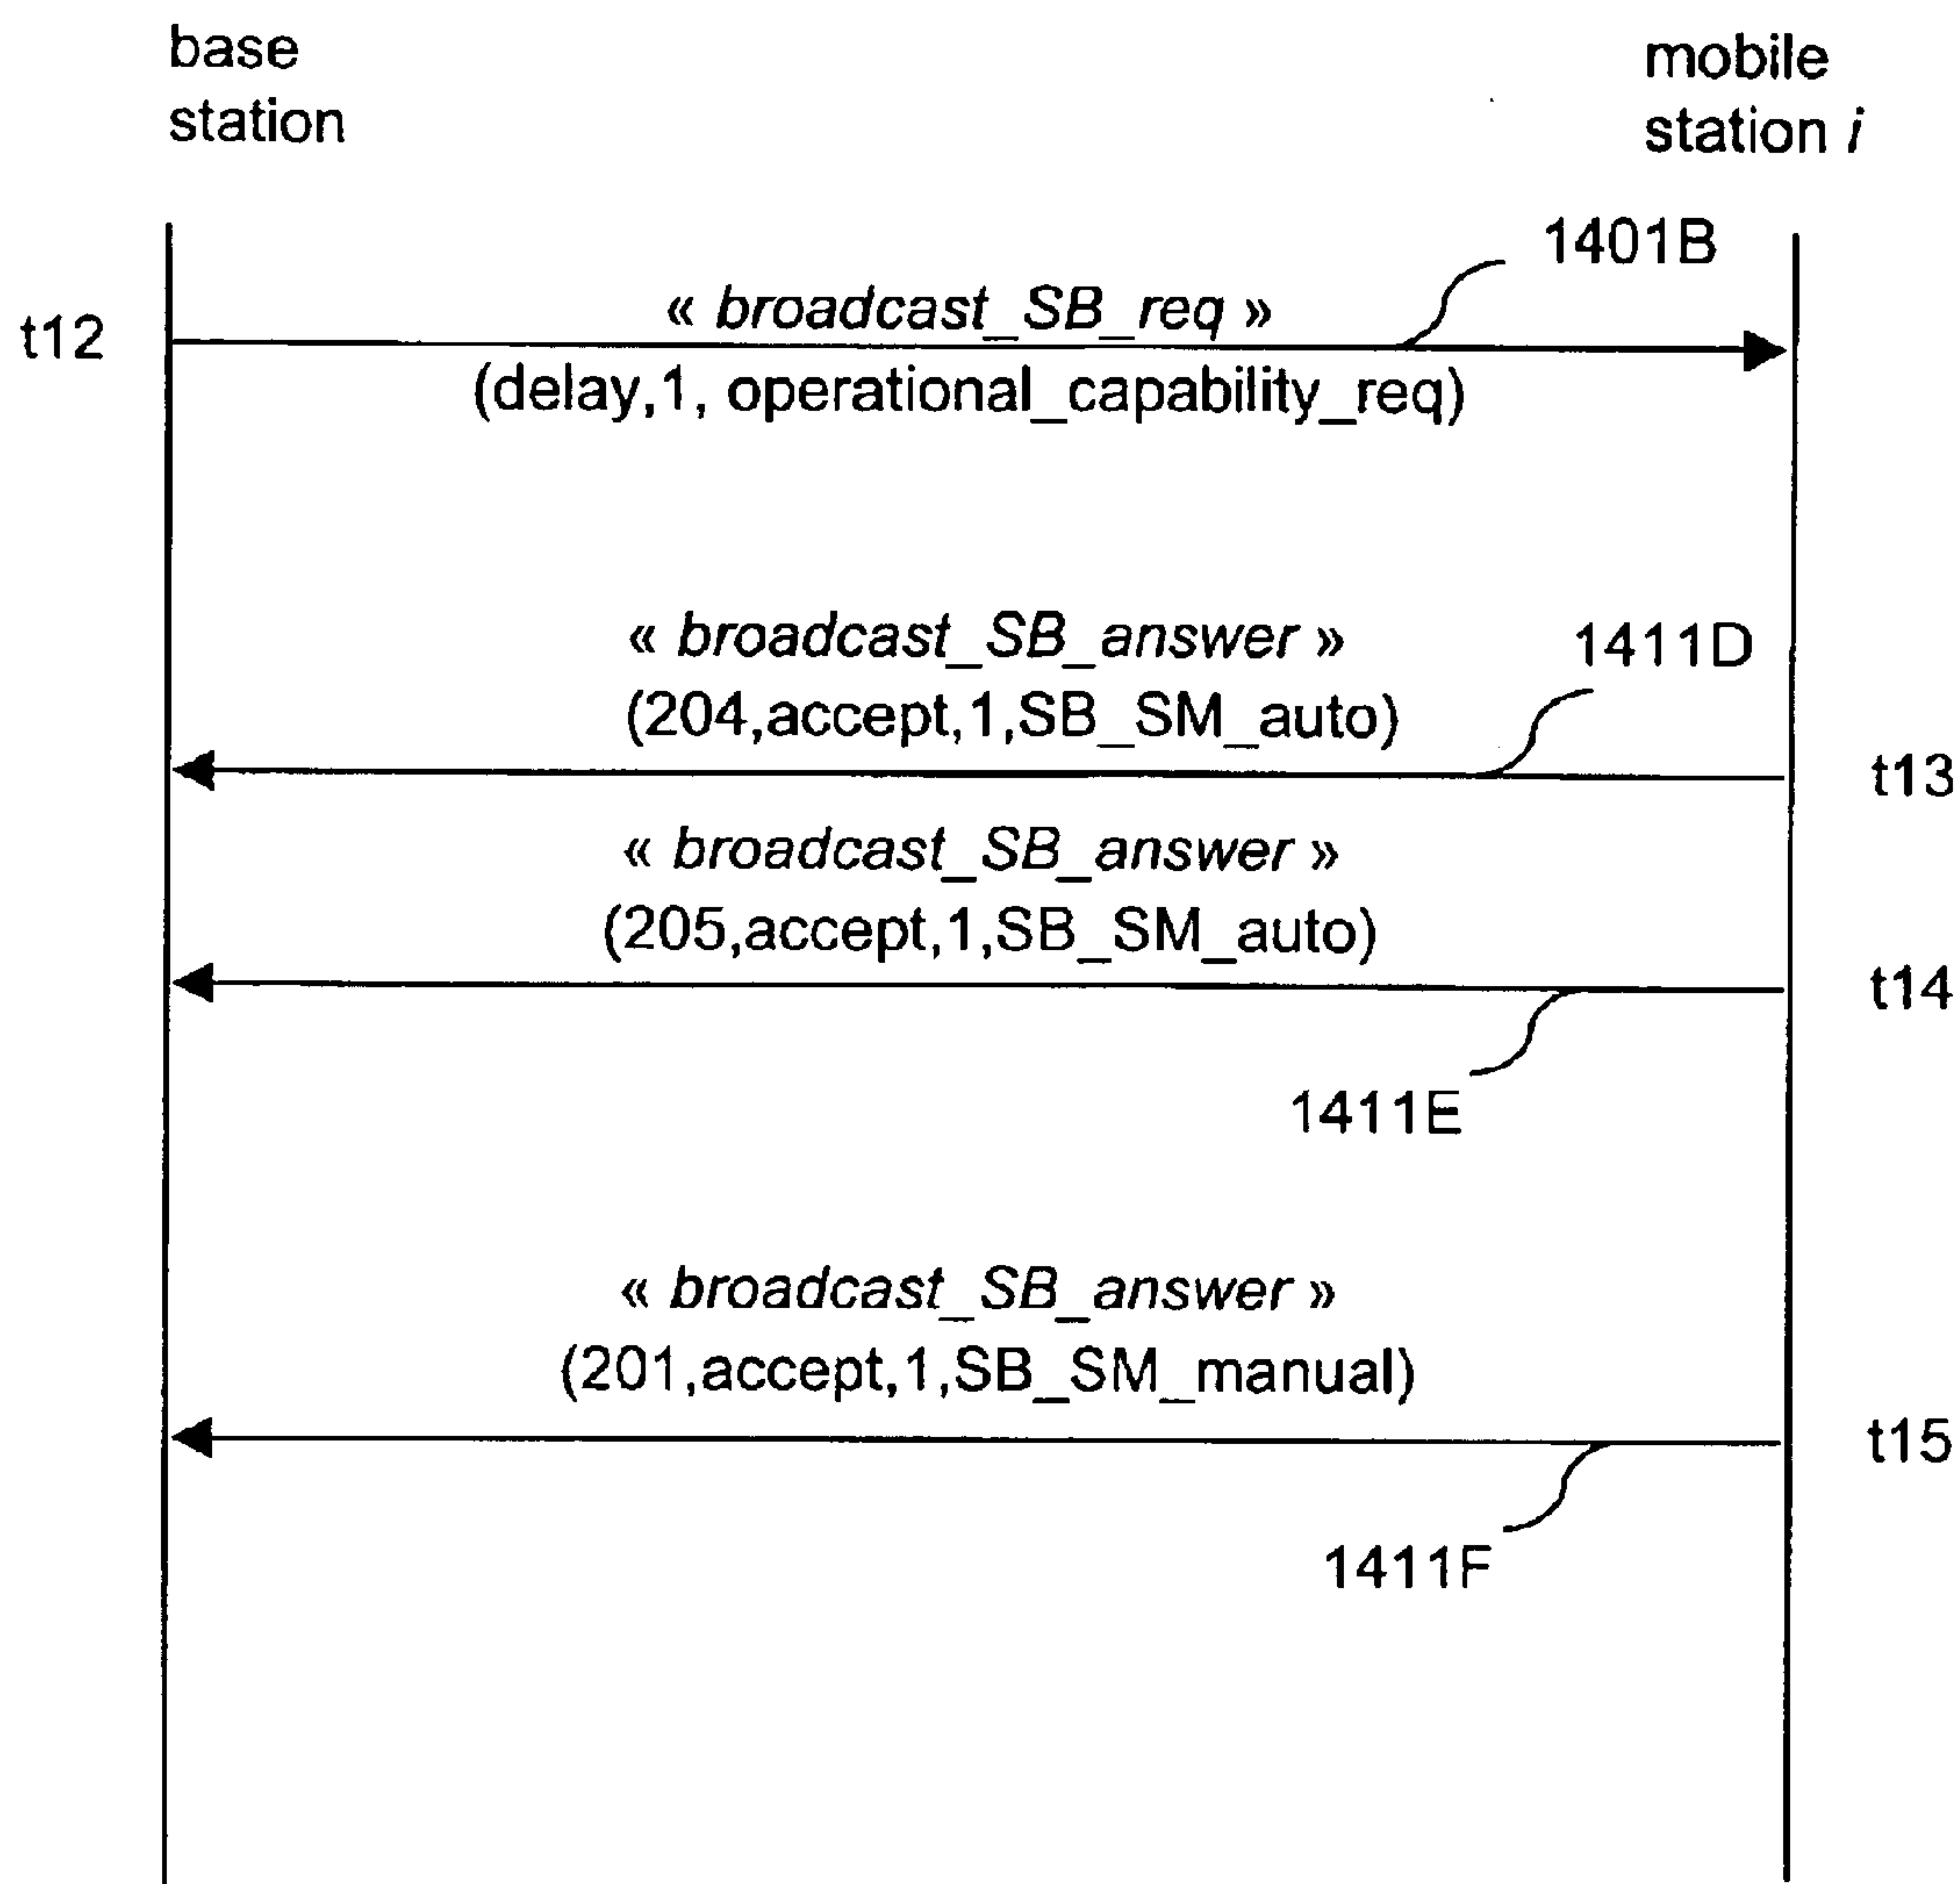 base
station
mobile
station i
1401B
« broadcast_SB_req »
t12
(delay,1, operational_capability_req)
« broadcast_SB_answer »
1411D
(204,accept,1,SB_SM_auto)
t13
« broadcast_SB_answer »
(205,accept,1,SB_SM_auto)
t14
1411E
« broadcast_SB_answer »
(201,accept,1,SB_SM_manual)
t15
1411F